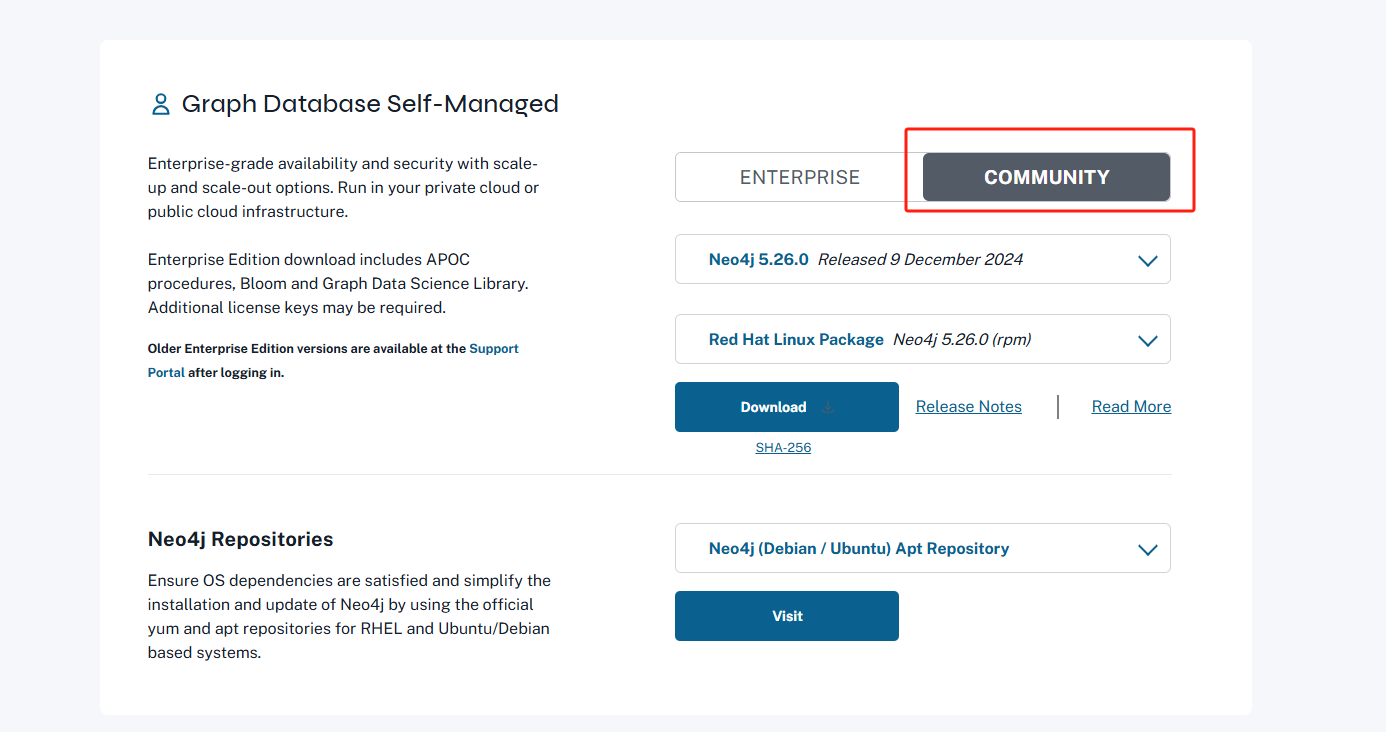 Graph Database Self-Managed
Enterprise-grade availability and security with scale-
up and scale-out options. Run in your private cloud or
public cloud infrastructure.
Enterprise Edition download includes APOC
procedures, Bloom and Graph Data Science Library.
Additional license keys may be required.
Older Enterprise Edition versions are available at the Support
Portal after logging in.
ENTERPRISE
COMMUNITY
Neo4j 5.26.0 Released 9 December 2024
Red Hat Linux Package Neo4j 5.26.0 (rpm)
Download
Release Notes
Read More
SHA-256
Neo4j Repositories
Ensure OS dependencies are satisfied and simplify the
installation and update of Neo4j by using the official
yum and apt repositories for RHEL and Ubuntu/Debian
based systems.
Neo4j (Debian / Ubuntu) Apt Repository
Visit